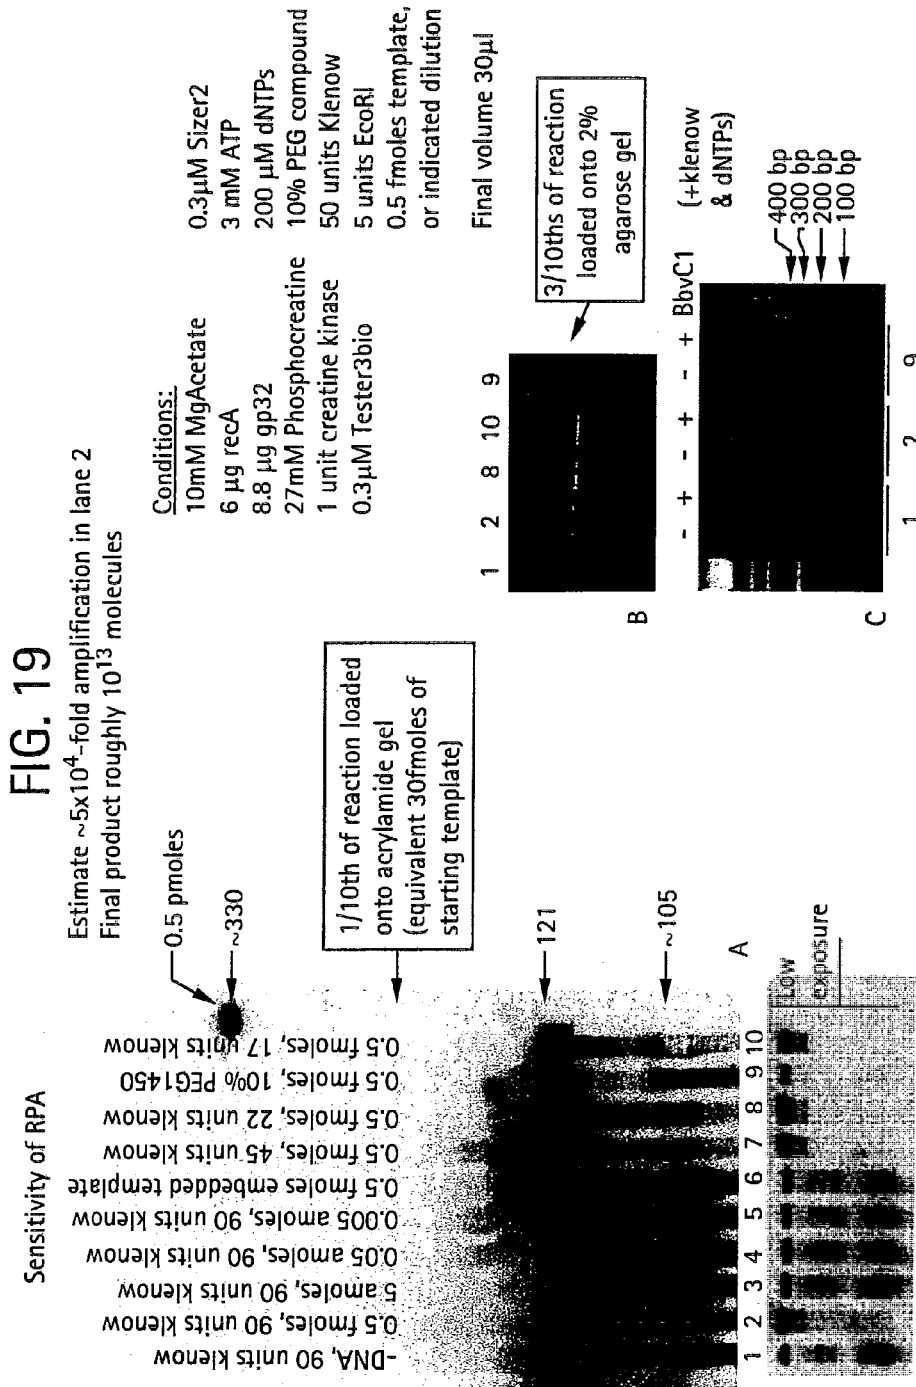 FIG. 19
Sensitivity of RPA
Estimate ~5x10⁴-fold amplification in lane 2
Final product roughly 10¹³ molecules
-DNA, 90 units klenow
0.5 fmoles, 90 units klenow
5 amoles, 90 units klenow
0.05 amoles, 90 units klenow
0.005 amoles, 90 units klenow
0.5 fmoles embedded template
0.5 fmoles, 45 units klenow
0.5 fmoles, 22 units klenow
0.5 fmoles, 10% PEG1450
0.5 fmoles, 17 units klenow
0.5 pmoles
~330
1/10th of reaction loaded
onto acrylamide gel
(equivalent 30fmoles of
starting template)
121
~105
1 2 3 4 5 6 7 8 9 10 A
Low
exposure
Conditions:
10mM MgAcetate
6 µg recA
8.8 µg gp32
27mM Phosphocreatine
1 unit creatine kinase
0.3µM Tester3bio
0.3µM Sizer2
3 mM ATP
200 µM dNTPs
10% PEG compound
50 units Klenow
5 units EcoRI
0.5 fmoles template,
or indicated dilution
Final volume 30µl
1 2 8 10 9
B
3/10ths of reaction
loaded onto 2%
agarose gel
- + - + - + BbvC1
(+klenow
& dNTPs)
400 bp
300 bp
200 bp
100 bp
C
1 2 9